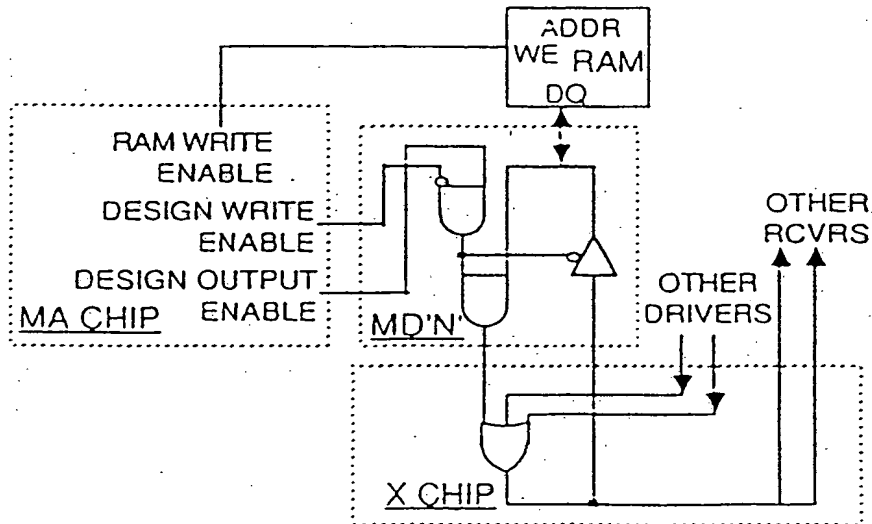 ADDR
WE RAM
DQ
RAM WRITE
ENABLE
DESIGN WRITE
ENABLE
DESIGN OUTPUT
ENABLE
MA CHIP
MD'N'
OTHER
RCVRS
OTHER
DRIVERS
X CHIP